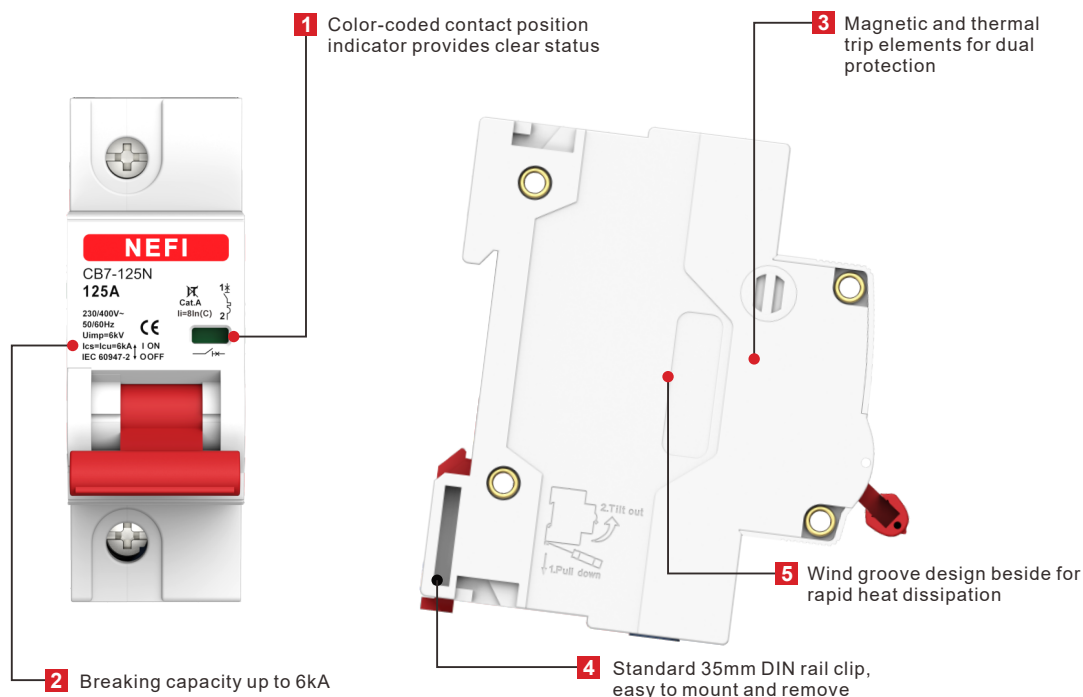 1 Color-coded contact position
indicator provides clear status
3 Magnetic and thermal
trip elements for dual
protection
NEFI
CB7-125N
125A
Cat.A
Ii=8In(C)
1
2
230/400V~
50/60Hz
Uimp=6kV
CE
Ics=Icu=6kA I ON
IEC 60947-2 O OFF
2.Tilt out
1.Pull down
5 Wind groove design beside for
rapid heat dissipation
2 Breaking capacity up to 6kA
4 Standard 35mm DIN rail clip,
easy to mount and remove